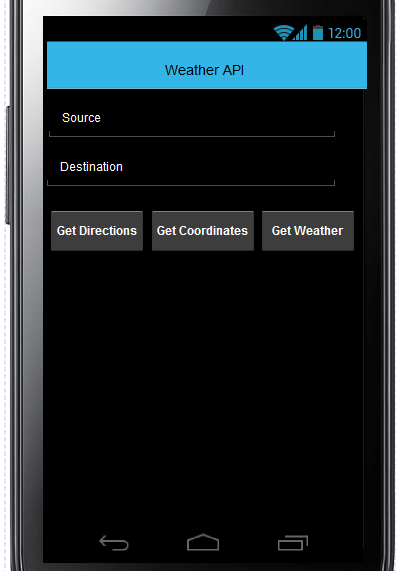 12:00
Weather API
Source
Destination
Get Directions Get Coordinates Get Weather